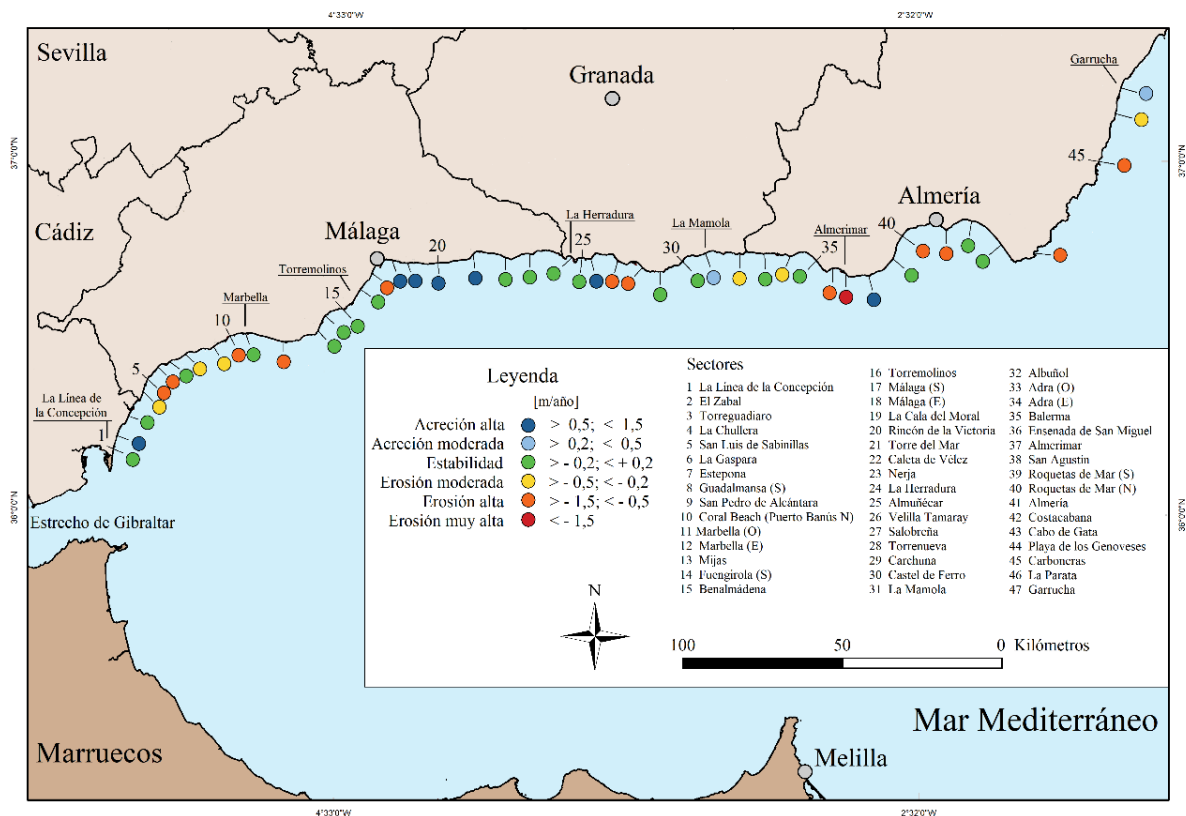 4°33'0"W
2°32'0"W
Sevilla
Granada
Garrucha
37°0'0"N
37°0'0"N
45
Almería
Cádiz
Málaga
La Herradura
La Mamola
Almerimar
40
20
25
30
35
Torremolinos
15
Marbella
10
5
La Línea de
la Concepción
1
36°0'0"N
36°0'0"N
Estrecho de Gibraltar
Leyenda
[m/año]
Acreción alta > 0,5; < 1,5
Acreción moderada > 0,2; < 0,5
Estabilidad > - 0,2; < + 0,2
Erosión moderada > - 0,5; < - 0,2
Erosión alta > - 1,5; < - 0,5
Erosión muy alta < - 1,5
Sectores
1 La Línea de la Concepción
2 El Zabal
3 Torreguadiaro
4 La Chullera
5 San Luis de Sabinillas
6 La Gaspara
7 Estepona
8 Guadalmansa (S)
9 San Pedro de Alcántara
10 Coral Beach (Puerto Banús N)
11 Marbella (O)
12 Marbella (E)
13 Mijas
14 Fuengirola (S)
15 Benalmádena
16 Torremolinos
17 Málaga (S)
18 Málaga (E)
19 La Cala del Moral
20 Rincón de la Victoria
21 Torre del Mar
22 Caleta de Vélez
23 Nerja
24 La Herradura
25 Almuñécar
26 Velilla Tamaray
27 Salobreña
28 Torrenueva
29 Carchuna
30 Castel de Ferro
31 La Mamola
32 Albuñol
33 Adra (O)
34 Adra (E)
35 Balerma
36 Ensenada de San Miguel
37 Almerimar
38 San Agustín
39 Roquetas de Mar (S)
40 Roquetas de Mar (N)
41 Almería
42 Costacabana
43 Cabo de Gata
44 Playa de los Genoveses
45 Carboneras
46 La Parata
47 Garrucha
N
100 50 0 Kilómetros
Mar Mediterráneo
Marruecos
Melilla
4°33'0"W
2°32'0"W